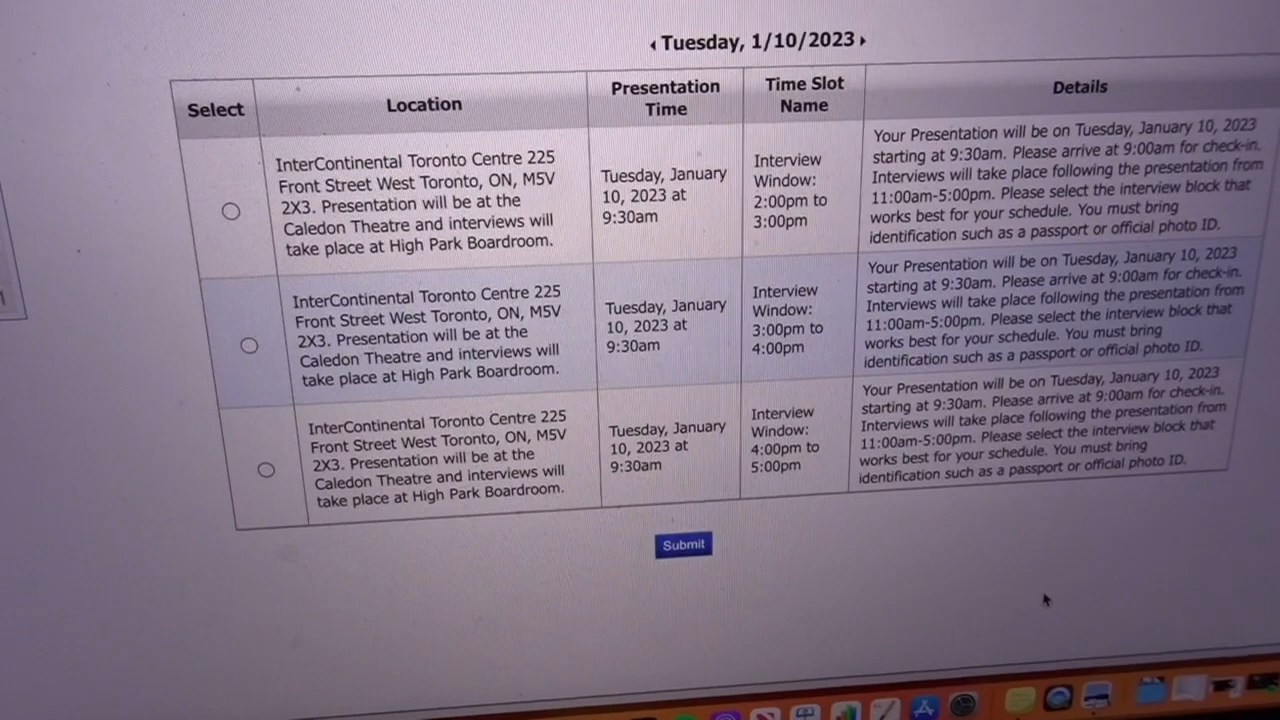 Tuesday, 1/10/2023
Select
Location
Presentation
Time
Time Slot
Name
Details
InterContinental Toronto Centre 225
Front Street West Toronto, ON, M5V
2X3. Presentation will be at the
Caledon Theatre and interviews will
take place at High Park Boardroom.
Tuesday, January
10, 2023 at
9:30am
Interview
Window:
2:00pm to
3:00pm
Your Presentation will be on Tuesday, January 10, 2023
starting at 9:30am. Please arrive at 9:00am for check-in.
Interviews will take place following the presentation from
11:00am-5:00pm. Please select the interview block that
works best for your schedule. You must bring
identification such as a passport or official photo ID.
InterContinental Toronto Centre 225
Front Street West Toronto, ON, M5V
2X3. Presentation will be at the
Caledon Theatre and interviews will
take place at High Park Boardroom.
Tuesday, January
10, 2023 at
9:30am
Interview
Window:
3:00pm to
4:00pm
Your Presentation will be on Tuesday, January 10, 2023
starting at 9:30am. Please arrive at 9:00am for check-in.
Interviews will take place following the presentation from
11:00am-5:00pm. Please select the interview block that
works best for your schedule. You must bring
identification such as a passport or official photo ID.
InterContinental Toronto Centre 225
Front Street West Toronto, ON, M5V
2X3. Presentation will be at the
Caledon Theatre and interviews will
take place at High Park Boardroom.
Tuesday, January
10, 2023 at
9:30am
Interview
Window:
4:00pm to
5:00pm
Your Presentation will be on Tuesday, January 10, 2023
starting at 9:30am. Please arrive at 9:00am for check-in.
Interviews will take place following the presentation from
11:00am-5:00pm. Please select the interview block that
works best for your schedule. You must bring
identification such as a passport or official photo ID.
Submit